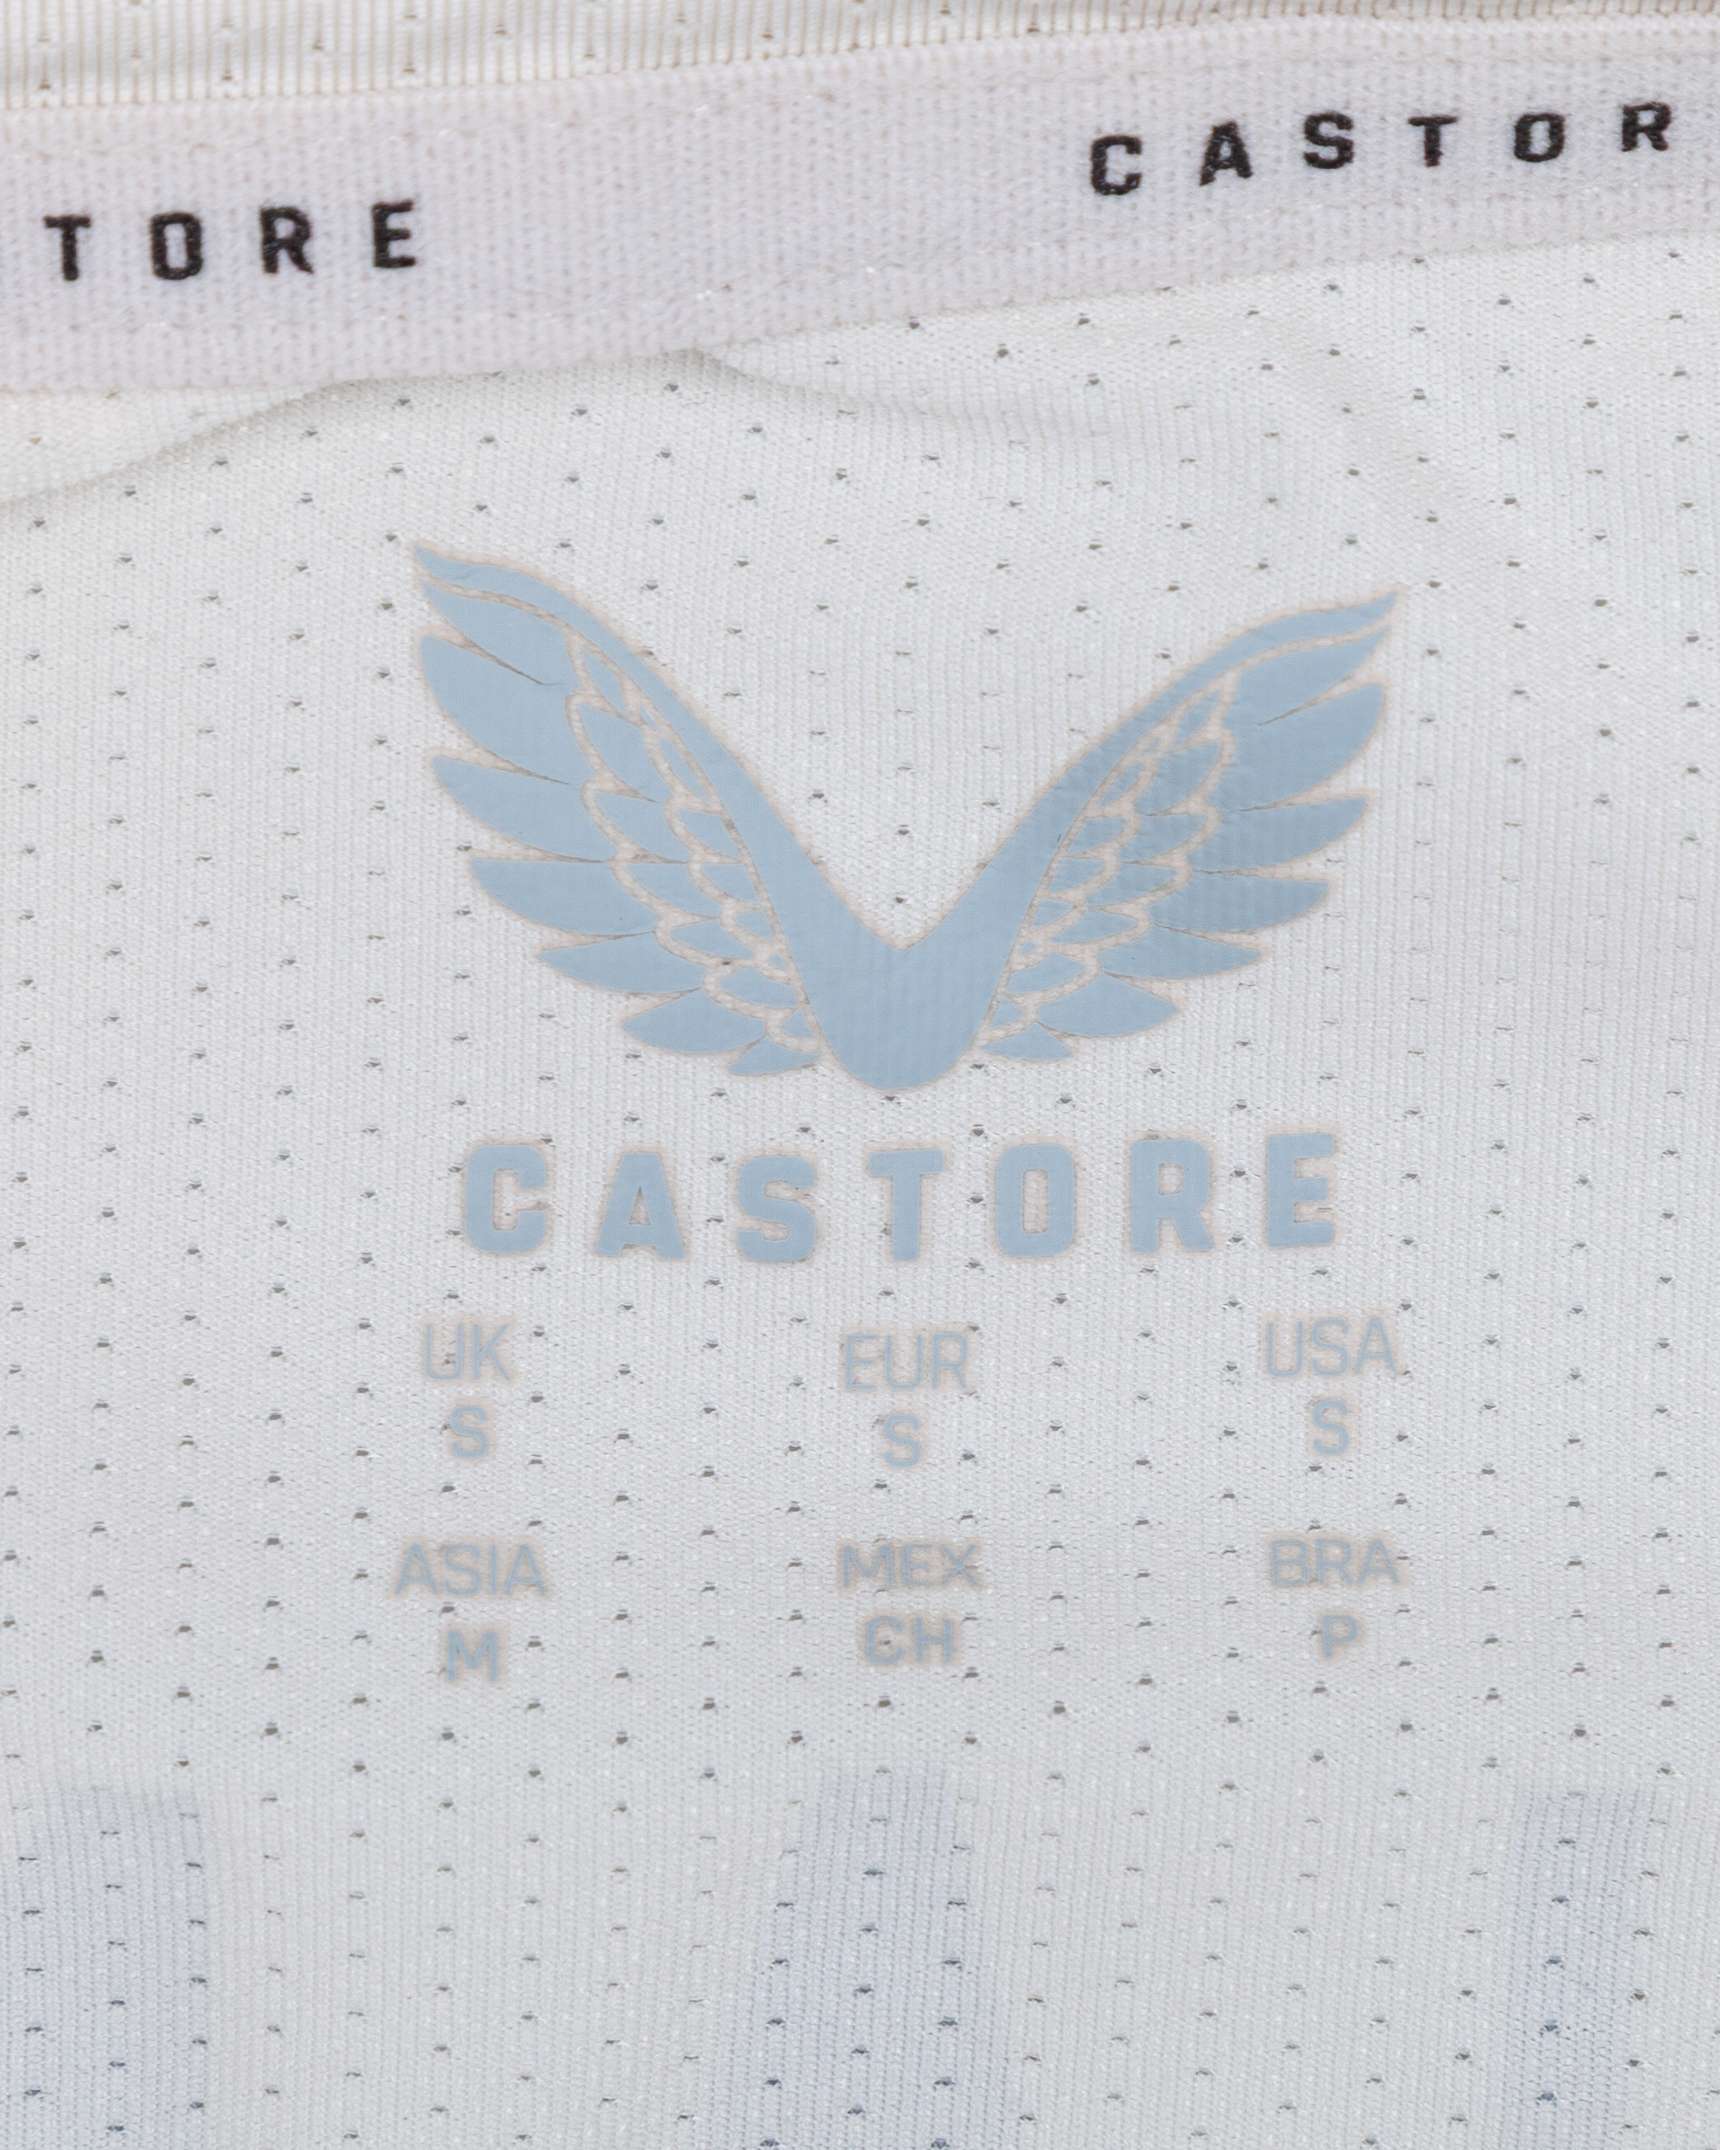 TORE CASTOR
CASTORE
UK EUR USA
S S S
ASIA MEX BRA
M CH P